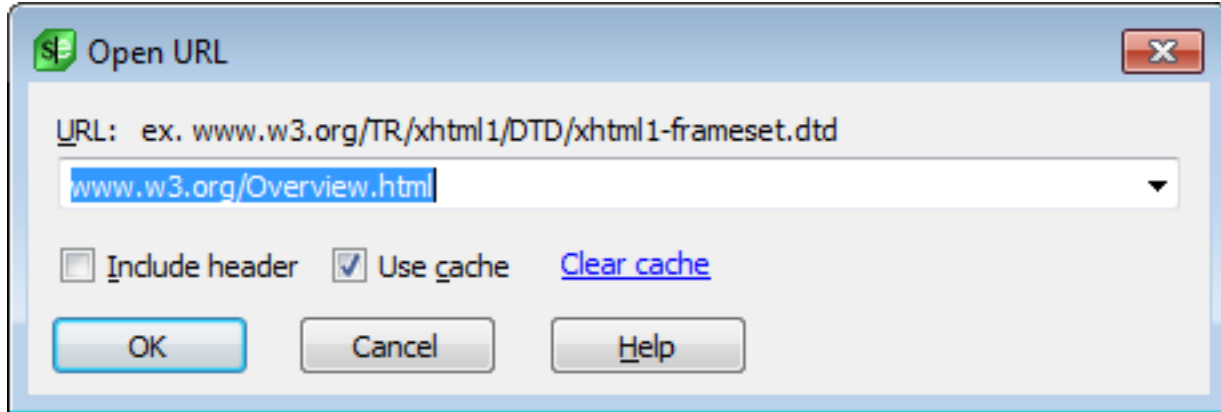 Open URL
URL: ex. www.w3.org/TR/xhtml1/DTD/xhtml1-frameset.dtd
www.w3.org/Overview.html
Include header Use cache Clear cache
OK Cancel Help